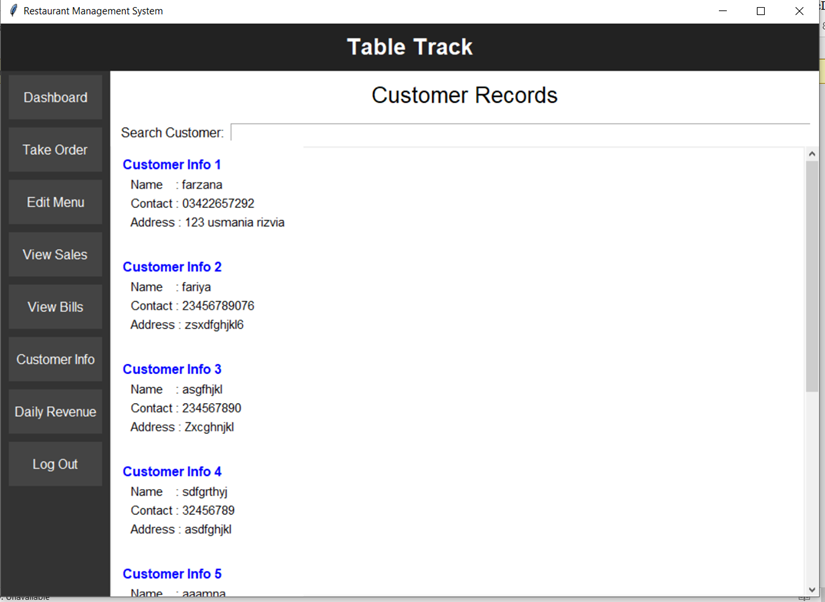 Restaurant Management System
Table Track
Dashboard
Take Order
Edit Menu
View Sales
View Bills
Customer Info
Daily Revenue
Log Out
Customer Records
Search Customer:
Customer Info 1
Name : farzana
Contact : 03422657292
Address : 123 usmania rizvia
Customer Info 2
Name : fariya
Contact : 23456789076
Address : zsxdfghjkl6
Customer Info 3
Name : asgfhjkl
Contact : 234567890
Address : Zxcghnjkl
Customer Info 4
Name : sdfgrthyj
Contact : 32456789
Address : asdfghjkl
Customer Info 5
Name : aaamna